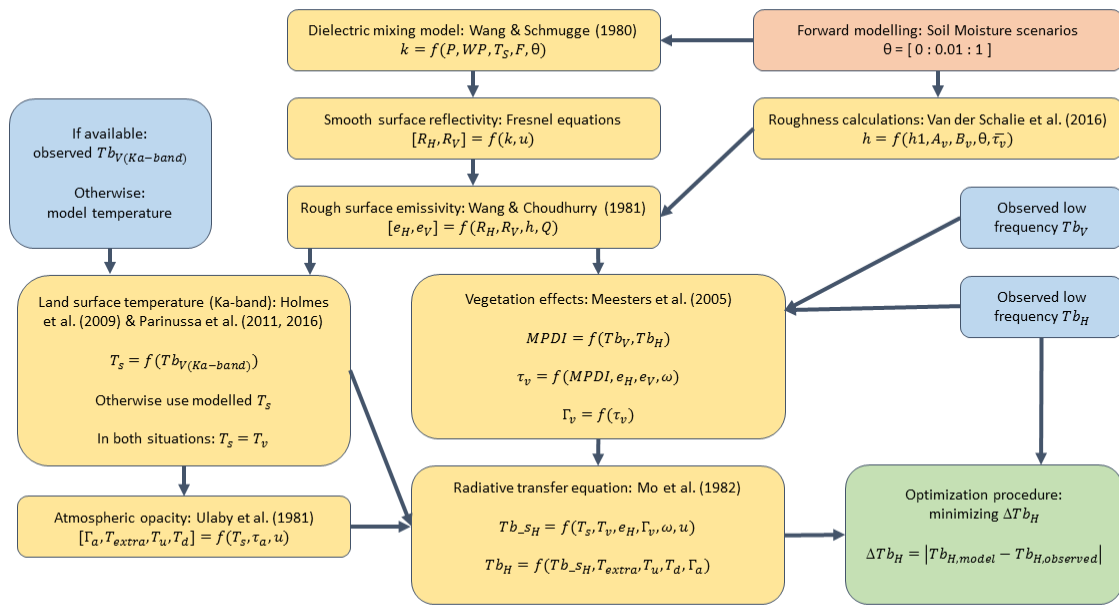 Dielectric mixing model: Wang & Schmugge (1980)
k = f(P, WP, T_S, F, θ)
Forward modelling: Soil Moisture scenarios
θ = [ 0 : 0.01 : 1 ]
If available:
observed Tb_V(Ka−band)
Otherwise:
model temperature
Smooth surface reflectivity: Fresnel equations
[R_H, R_V] = f(k, u)
Roughness calculations: Van der Schalie et al. (2016)
h = f(h1, A_v, B_v, θ, τ̄_v)
Rough surface emissivity: Wang & Choudhurry (1981)
[e_H, e_V] = f(R_H, R_V, h, Q)
Observed low
frequency Tb_V
Observed low
frequency Tb_H
Land surface temperature (Ka-band): Holmes
et al. (2009) & Parinussa et al. (2011, 2016)
T_s = f(Tb_V(Ka−band))
Otherwise use modelled T_s
In both situations: T_s = T_v
Vegetation effects: Meesters et al. (2005)
MPDI = f(Tb_V, Tb_H)
τ_v = f(MPDI, e_H, e_V, ω)
Γ_v = f(τ_v)
Atmospheric opacity: Ulaby et al. (1981)
[Γ_a, T_extra, T_u, T_d] = f(T_s, τ_a, u)
Radiative transfer equation: Mo et al. (1982)
Tb_s_H = f(T_s, T_v, e_H, Γ_v, ω, u)
Tb_H = f(Tb_s_H, T_extra, T_u, T_d, Γ_a)
Optimization procedure:
minimizing ΔTb_H
ΔTb_H = |Tb_H,model − Tb_H,observed|